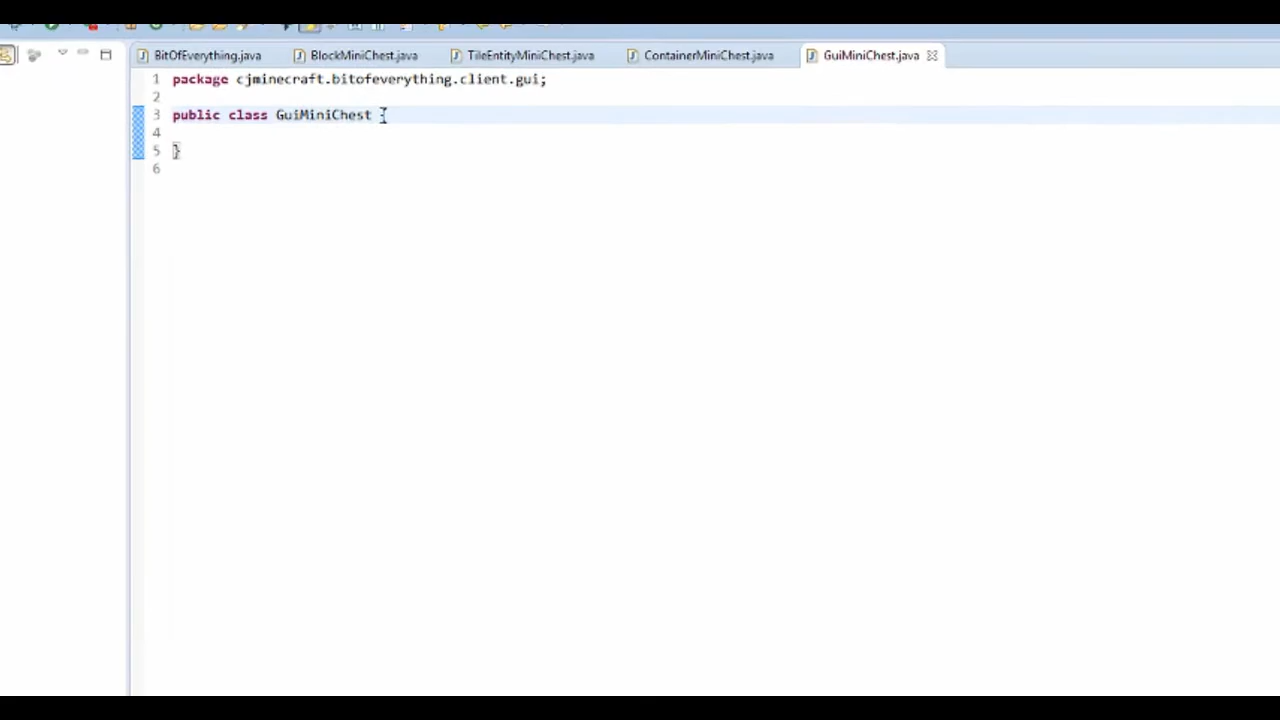 BitOfEverything.java BlockMiniChest.java TileEntityMiniChest.java ContainerMiniChest.java GuiMiniChest.java
1 package cjminecraft.bitofeverything.client.gui;
2
3 public class GuiMiniChest
4
5 }
6